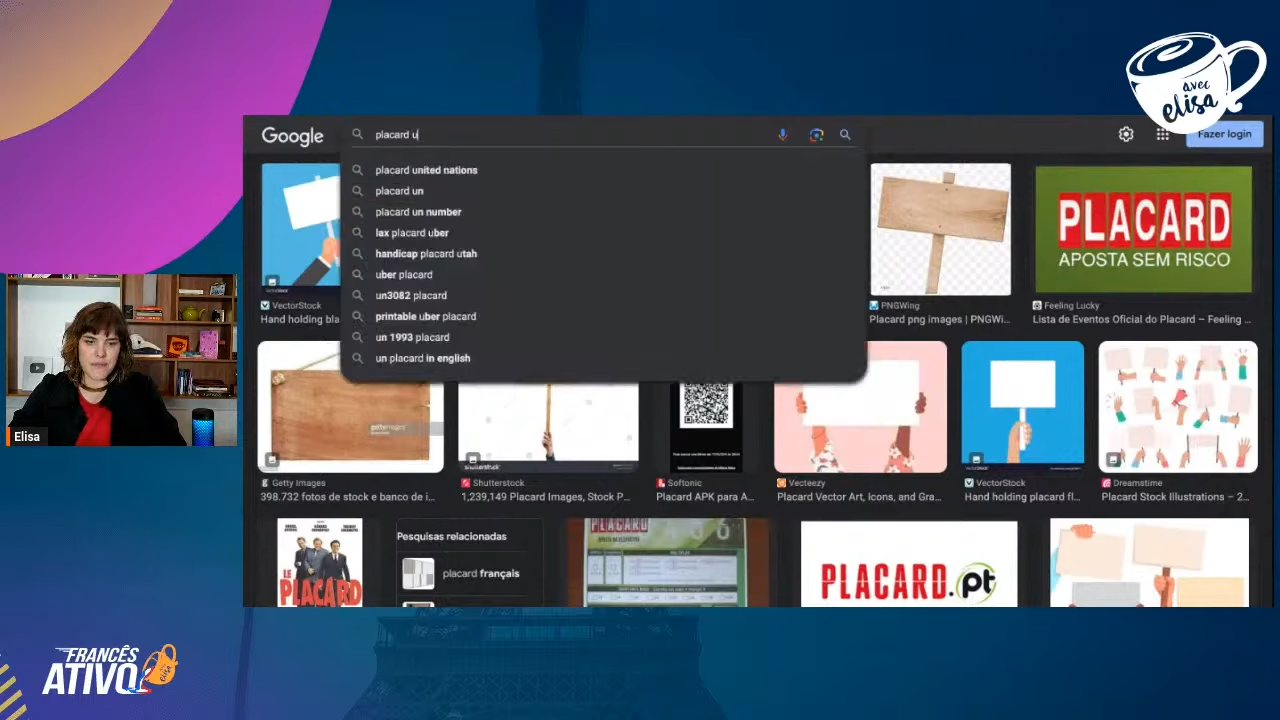 avec
elisa
Google
placard u
Fazer login
placard united nations
placard un
placard un number
lax placard uber
handicap placard utah
uber placard
un3082 placard
printable uber placard
un 1993 placard
un placard in english
PLACARD
APOSTA SEM RISCO
VectorStock
Hand holding bla
PNGWing
Placard png images | PNGWi...
Feeling Lucky
Lista de Eventos Oficial do Placard – Feeling ...
Elisa
gettyimages
shutterstock
Getty Images
398.732 fotos de stock e banco de i...
Shutterstock
1,239,149 Placard Images, Stock P...
Softonic
Placard APK para A...
Vecteezy
Placard Vector Art, Icons, and Gra...
VectorStock
Hand holding placard fl...
Dreamstime
Placard Stock Illustrations – 2...
LE
PLACARD
Pesquisas relacionadas
placard français
PLACARD
PLACARD.pt
FRANCÊS
ATIVO
elisa